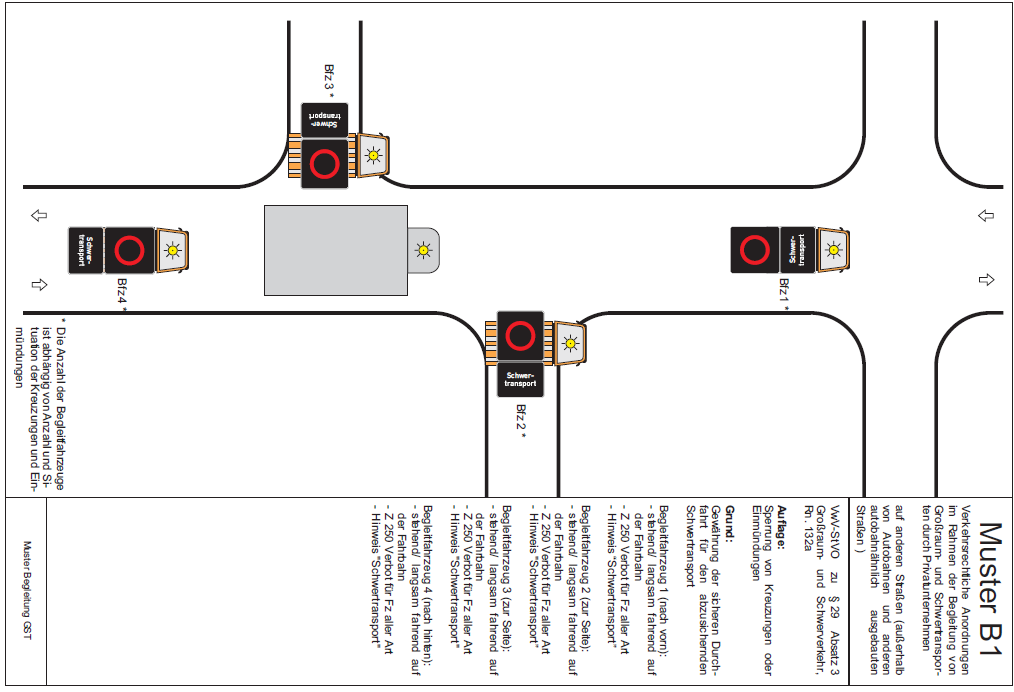 Muster B1
Verkehrsrechtliche Anordnungen
im Rahmen der Begleitung von
Großraum- und Schwertranspor-
ten durch Privatunternehmen
auf anderen Straßen (außerhalb
von Autobahnen und anderen
autobahnähnlich ausgebauten
Straßen )
VwV-StVO zu § 29 Absatz 3
Großraum- und Schwerverkehr,
Rn. 132a
Auflage:
Sperrung von Kreuzungen oder
Einmündungen
Grund:
Gewährung der sicheren Durch-
fahrt für den abzusichernden
Schwertransport
Begleitfahrzeug 1 (nach vorn):
- stehend/ langsam fahrend auf
der Fahrbahn
- Z 250 Verbot für Fz aller Art
- Hinweis "Schwertransport"
Begleitfahrzeug 2 (zur Seite):
- stehend/ langsam fahrend auf
der Fahrbahn
- Z 250 Verbot für Fz aller Art
- Hinweis "Schwertransport"
Begleitfahrzeug 3 (zur Seite):
- stehend/ langsam fahrend auf
der Fahrbahn
- Z 250 Verbot für Fz aller Art
- Hinweis "Schwertransport"
Begleitfahrzeug 4 (nach hinten):
- stehend/ langsam fahrend auf
der Fahrbahn
- Z 250 Verbot für Fz aller Art
- Hinweis "Schwertransport"
Muster Begleitung GST
Schwer-
transport
Bfz 1 *
Schwer-
transport
Bfz 2 *
Bfz 3 *
Schwer-
transport
Schwer-
transport
Bfz 4 *
* Die Anzahl der Begleitfahrzeuge
ist abhängig von Anzahl und Si-
tuation der Kreuzungen und Ein-
mündungen